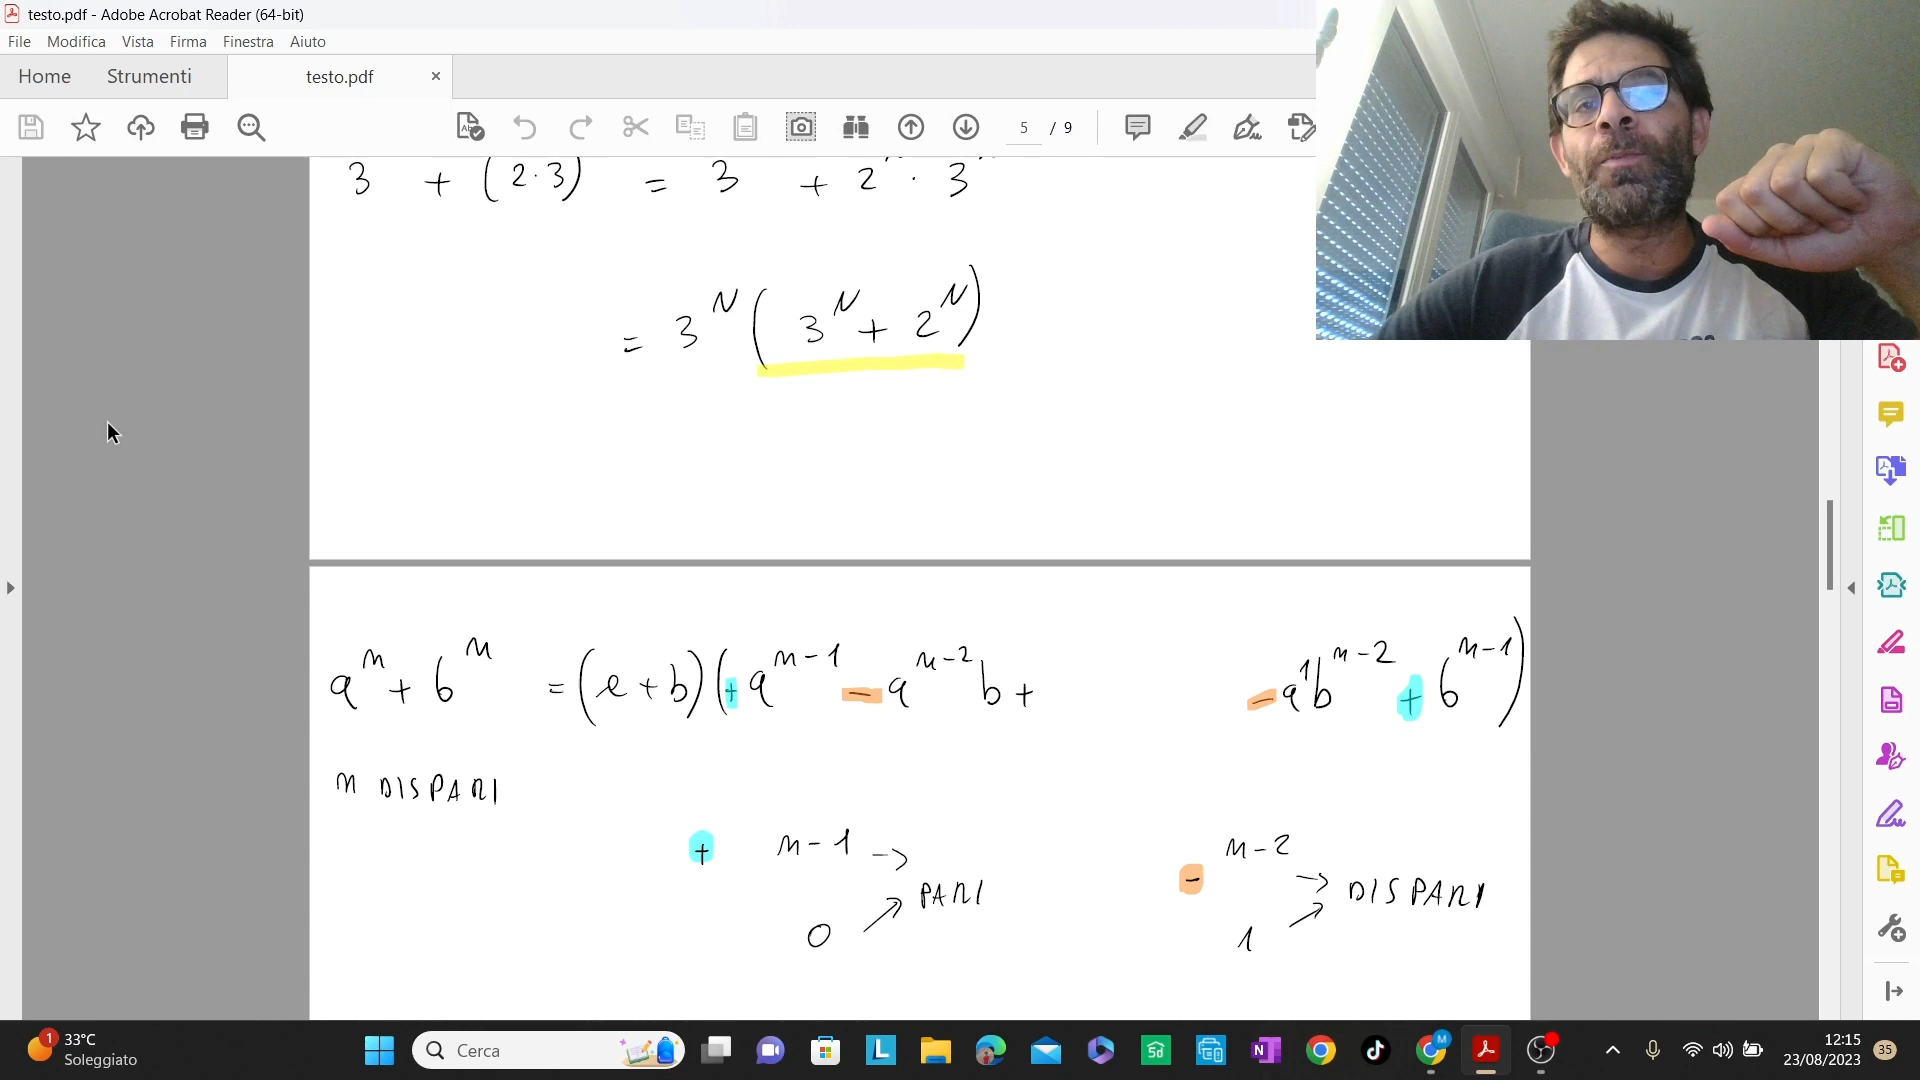 testo.pdf - Adobe Acrobat Reader (64-bit)
File Modifica Vista Firma Finestra Aiuto
Home Strumenti testo.pdf ×
5 / 9
3 + (2·3) = 3 + 2 · 3
= 3^N (3^N + 2^N)
a^n + b^n = (a+b)(+a^{n-1} - a^{n-2}b + - a^1b^{n-2} + b^{n-1})
n DISPARI
+ n-1 → PARI - n-2 → DISPARI
0 ↗ 1 ↗
1 33°C
Soleggiato
Cerca
12:15
23/08/2023
35